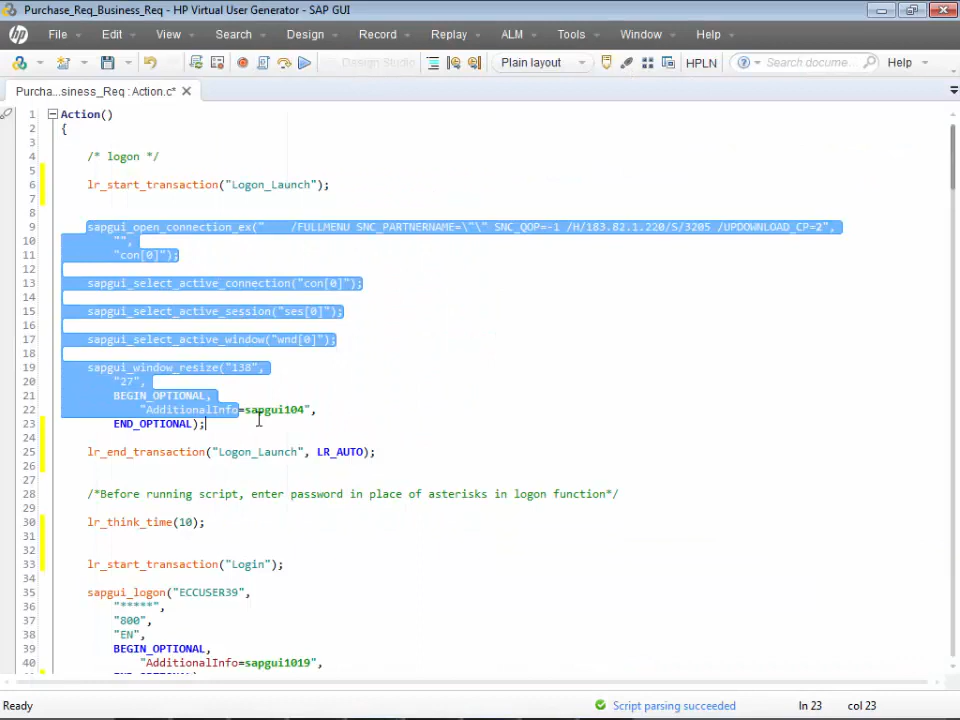 Purchase_Req_Business_Req - HP Virtual User Generator - SAP GUI
hp File Edit View Search Design Record Replay ALM Tools Window Help
Design Studio Plain layout HPLN Search docume... Help
Purcha...siness_Req : Action.c*
1 Action()
2 {
3
4 /* logon */
5
6 lr_start_transaction("Logon_Launch");
7
8
9 sapgui_open_connection_ex(" /FULLMENU SNC_PARTNERNAME=\"\" SNC_QOP=-1 /H/183.82.1.220/S/3205 /UPDOWNLOAD_CP=2",
10 "",
11 "con[0]");
12
13 sapgui_select_active_connection("con[0]");
14
15 sapgui_select_active_session("ses[0]");
16
17 sapgui_select_active_window("wnd[0]");
18
19 sapgui_window_resize("138",
20 "27",
21 BEGIN_OPTIONAL,
22 "AdditionalInfo=sapgui104",
23 END_OPTIONAL);
24
25 lr_end_transaction("Logon_Launch", LR_AUTO);
26
27
28 /*Before running script, enter password in place of asterisks in logon function*/
29
30 lr_think_time(10);
31
32
33 lr_start_transaction("Login");
34
35 sapgui_logon("ECCUSER39",
36 "*****",
37 "800",
38 "EN",
39 BEGIN_OPTIONAL,
40 "AdditionalInfo=sapgui1019",
Ready Script parsing succeeded ln 23 col 23